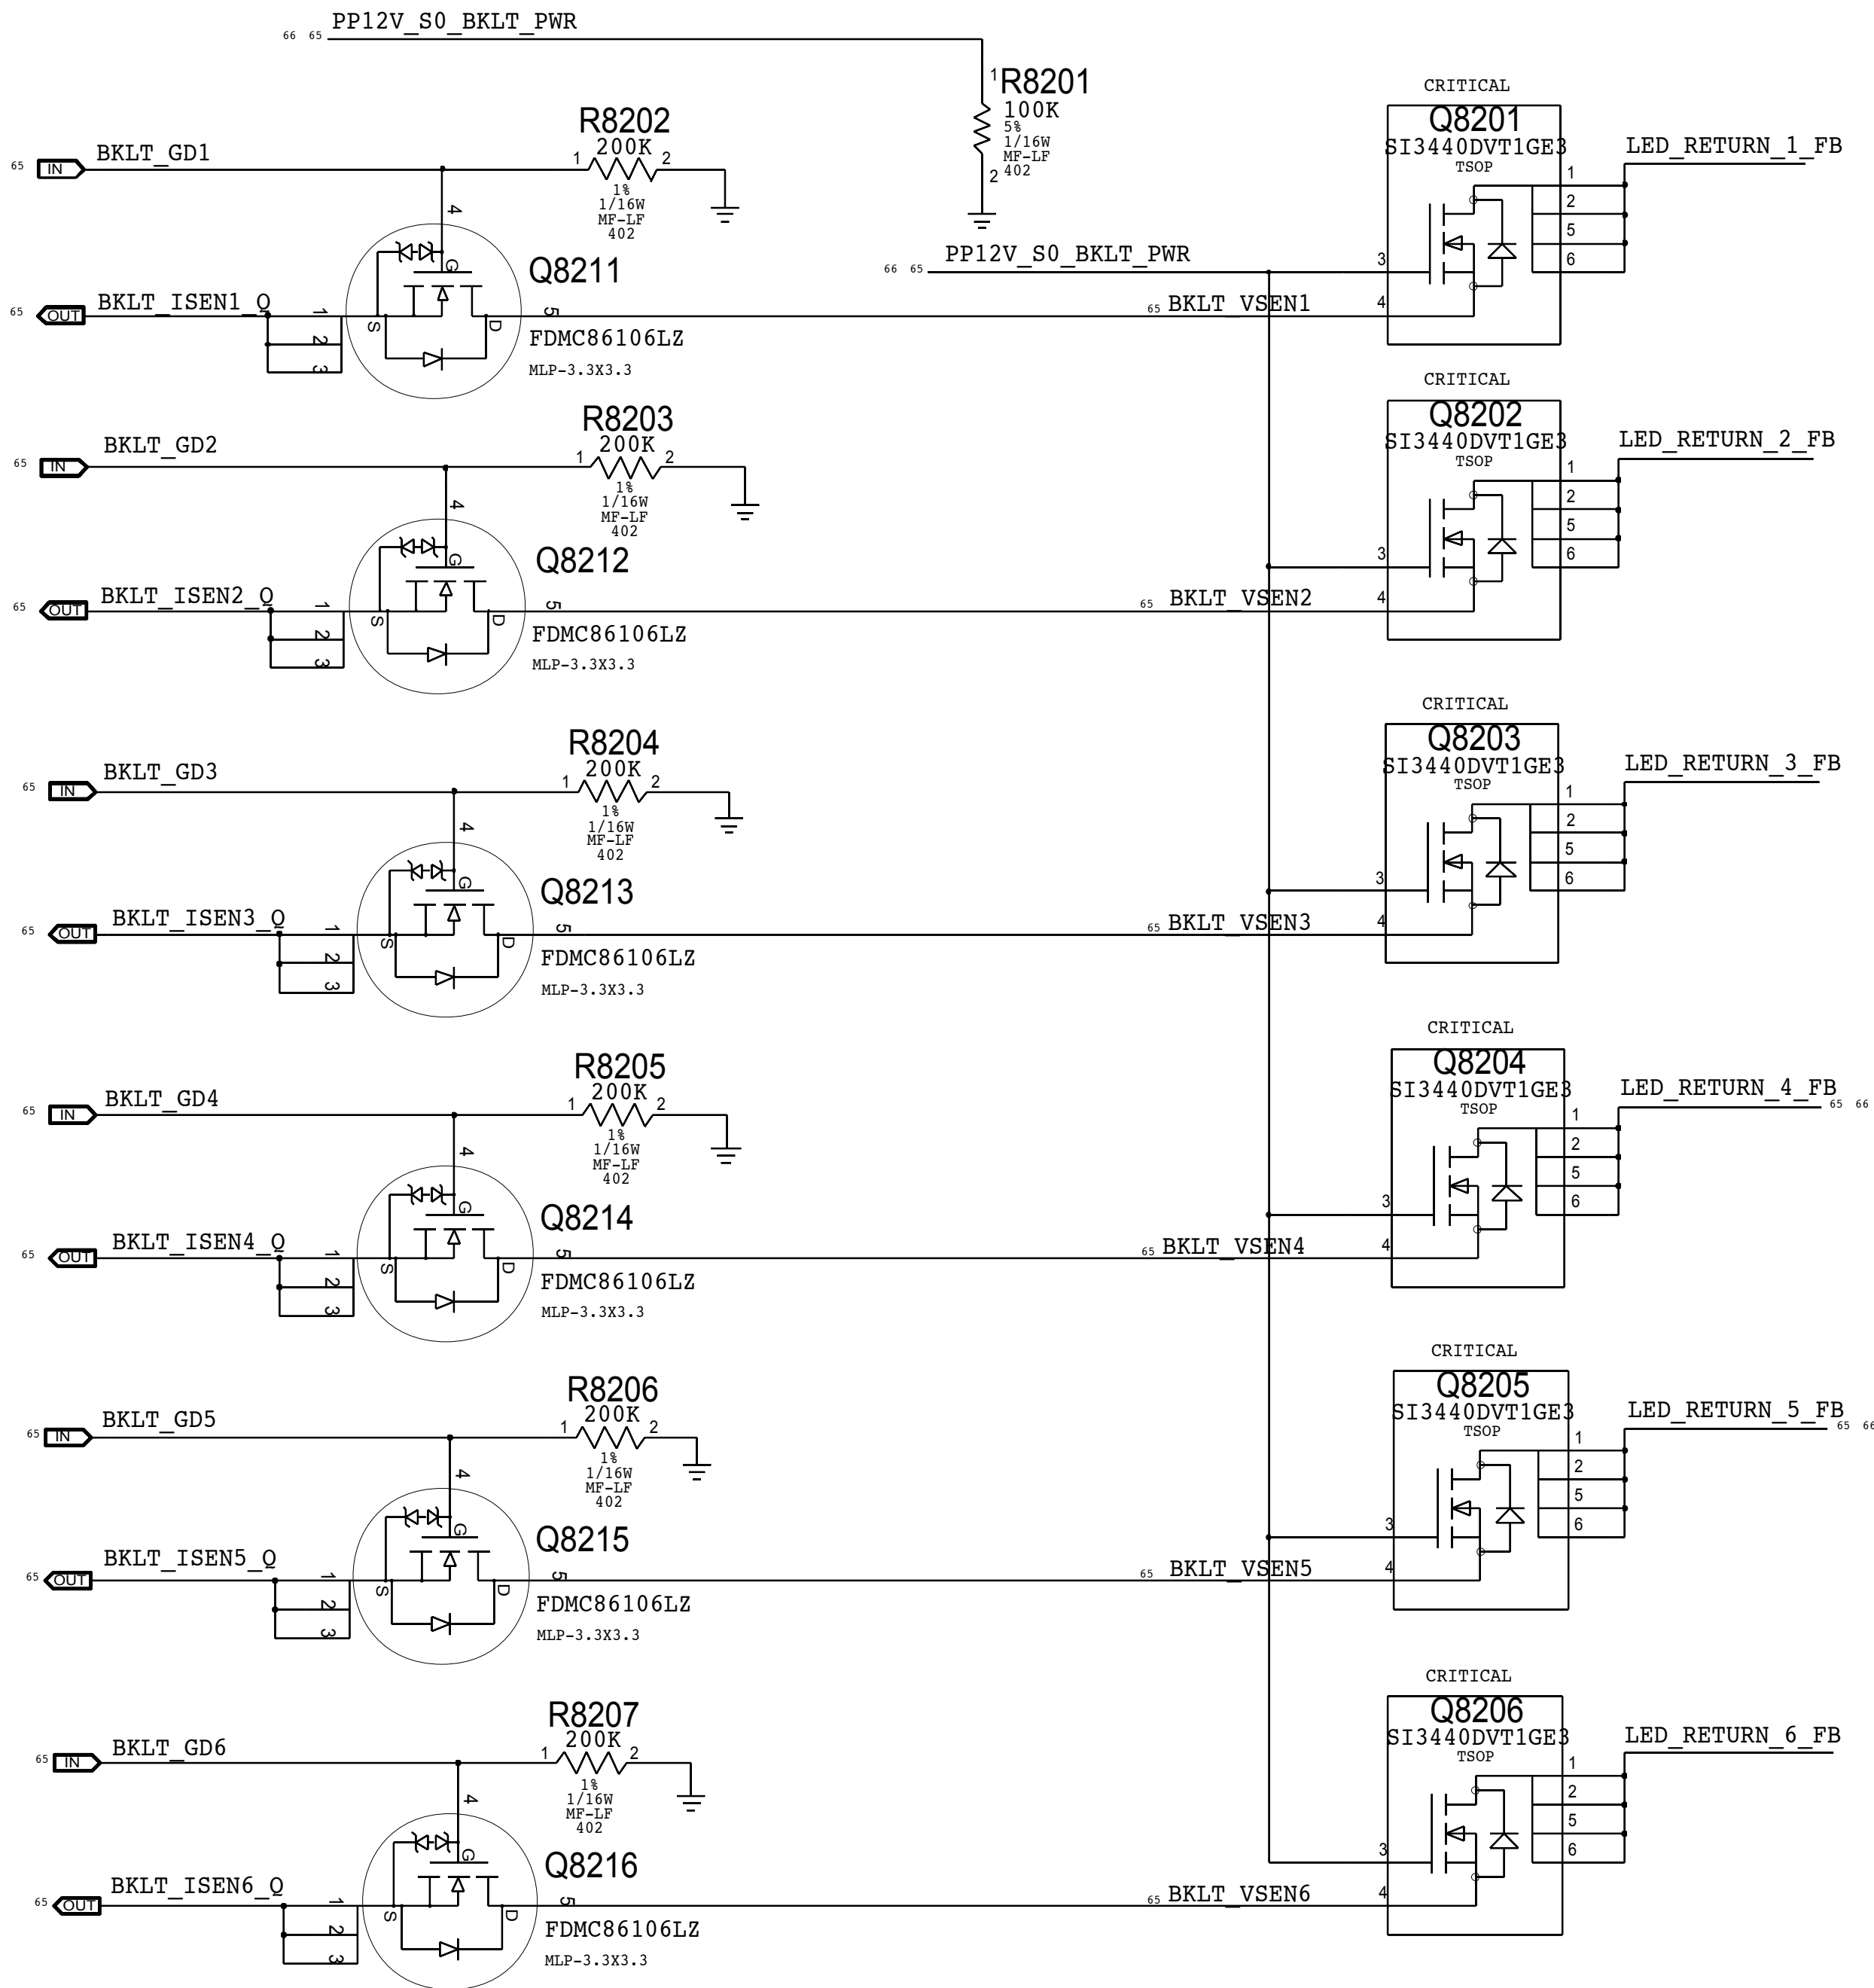 PP12V_S0_BKLT_PWR
66 65
1
R8201
100K
5%
1/16W
MF-LF
402
2
CRITICAL
Q8201
SI3440DVT1GE3
TSOP
LED_RETURN_1_FB
1
2
5
6
3
4
65
IN
BKLT_GD1
R8202
200K
1 2
1%
1/16W
MF-LF
402
4
G
Q8211
66 65 PP12V_S0_BKLT_PWR
65
OUT
BKLT_ISEN1_Q
1
2
3
S
D
5
FDMC86106LZ
MLP-3.3X3.3
65 BKLT_VSEN1
CRITICAL
Q8202
SI3440DVT1GE3
TSOP
LED_RETURN_2_FB
1
2
5
6
3
4
65
IN
BKLT_GD2
R8203
200K
1 2
1%
1/16W
MF-LF
402
4
G
Q8212
65
OUT
BKLT_ISEN2_Q
1
2
3
S
D
5
FDMC86106LZ
MLP-3.3X3.3
65 BKLT_VSEN2
CRITICAL
Q8203
SI3440DVT1GE3
TSOP
LED_RETURN_3_FB
1
2
5
6
3
4
65
IN
BKLT_GD3
R8204
200K
1 2
1%
1/16W
MF-LF
402
4
G
Q8213
65
OUT
BKLT_ISEN3_Q
1
2
3
S
D
5
FDMC86106LZ
MLP-3.3X3.3
65 BKLT_VSEN3
CRITICAL
Q8204
SI3440DVT1GE3
TSOP
LED_RETURN_4_FB
65 66
1
2
5
6
3
4
65
IN
BKLT_GD4
R8205
200K
1 2
1%
1/16W
MF-LF
402
4
G
Q8214
65
OUT
BKLT_ISEN4_Q
1
2
3
S
D
5
FDMC86106LZ
MLP-3.3X3.3
65 BKLT_VSEN4
CRITICAL
Q8205
SI3440DVT1GE3
TSOP
LED_RETURN_5_FB
65 66
1
2
5
6
3
4
65
IN
BKLT_GD5
R8206
200K
1 2
1%
1/16W
MF-LF
402
4
G
Q8215
65
OUT
BKLT_ISEN5_Q
1
2
3
S
D
5
FDMC86106LZ
MLP-3.3X3.3
65 BKLT_VSEN5
CRITICAL
Q8206
SI3440DVT1GE3
TSOP
LED_RETURN_6_FB
1
2
5
6
3
4
65
IN
BKLT_GD6
R8207
200K
1 2
1%
1/16W
MF-LF
402
4
G
Q8216
65
OUT
BKLT_ISEN6_Q
1
2
3
S
D
5
FDMC86106LZ
MLP-3.3X3.3
65 BKLT_VSEN6